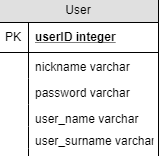 User
PK userID integer
nickname varchar
password varchar
user_name varchar
user_surname varchar